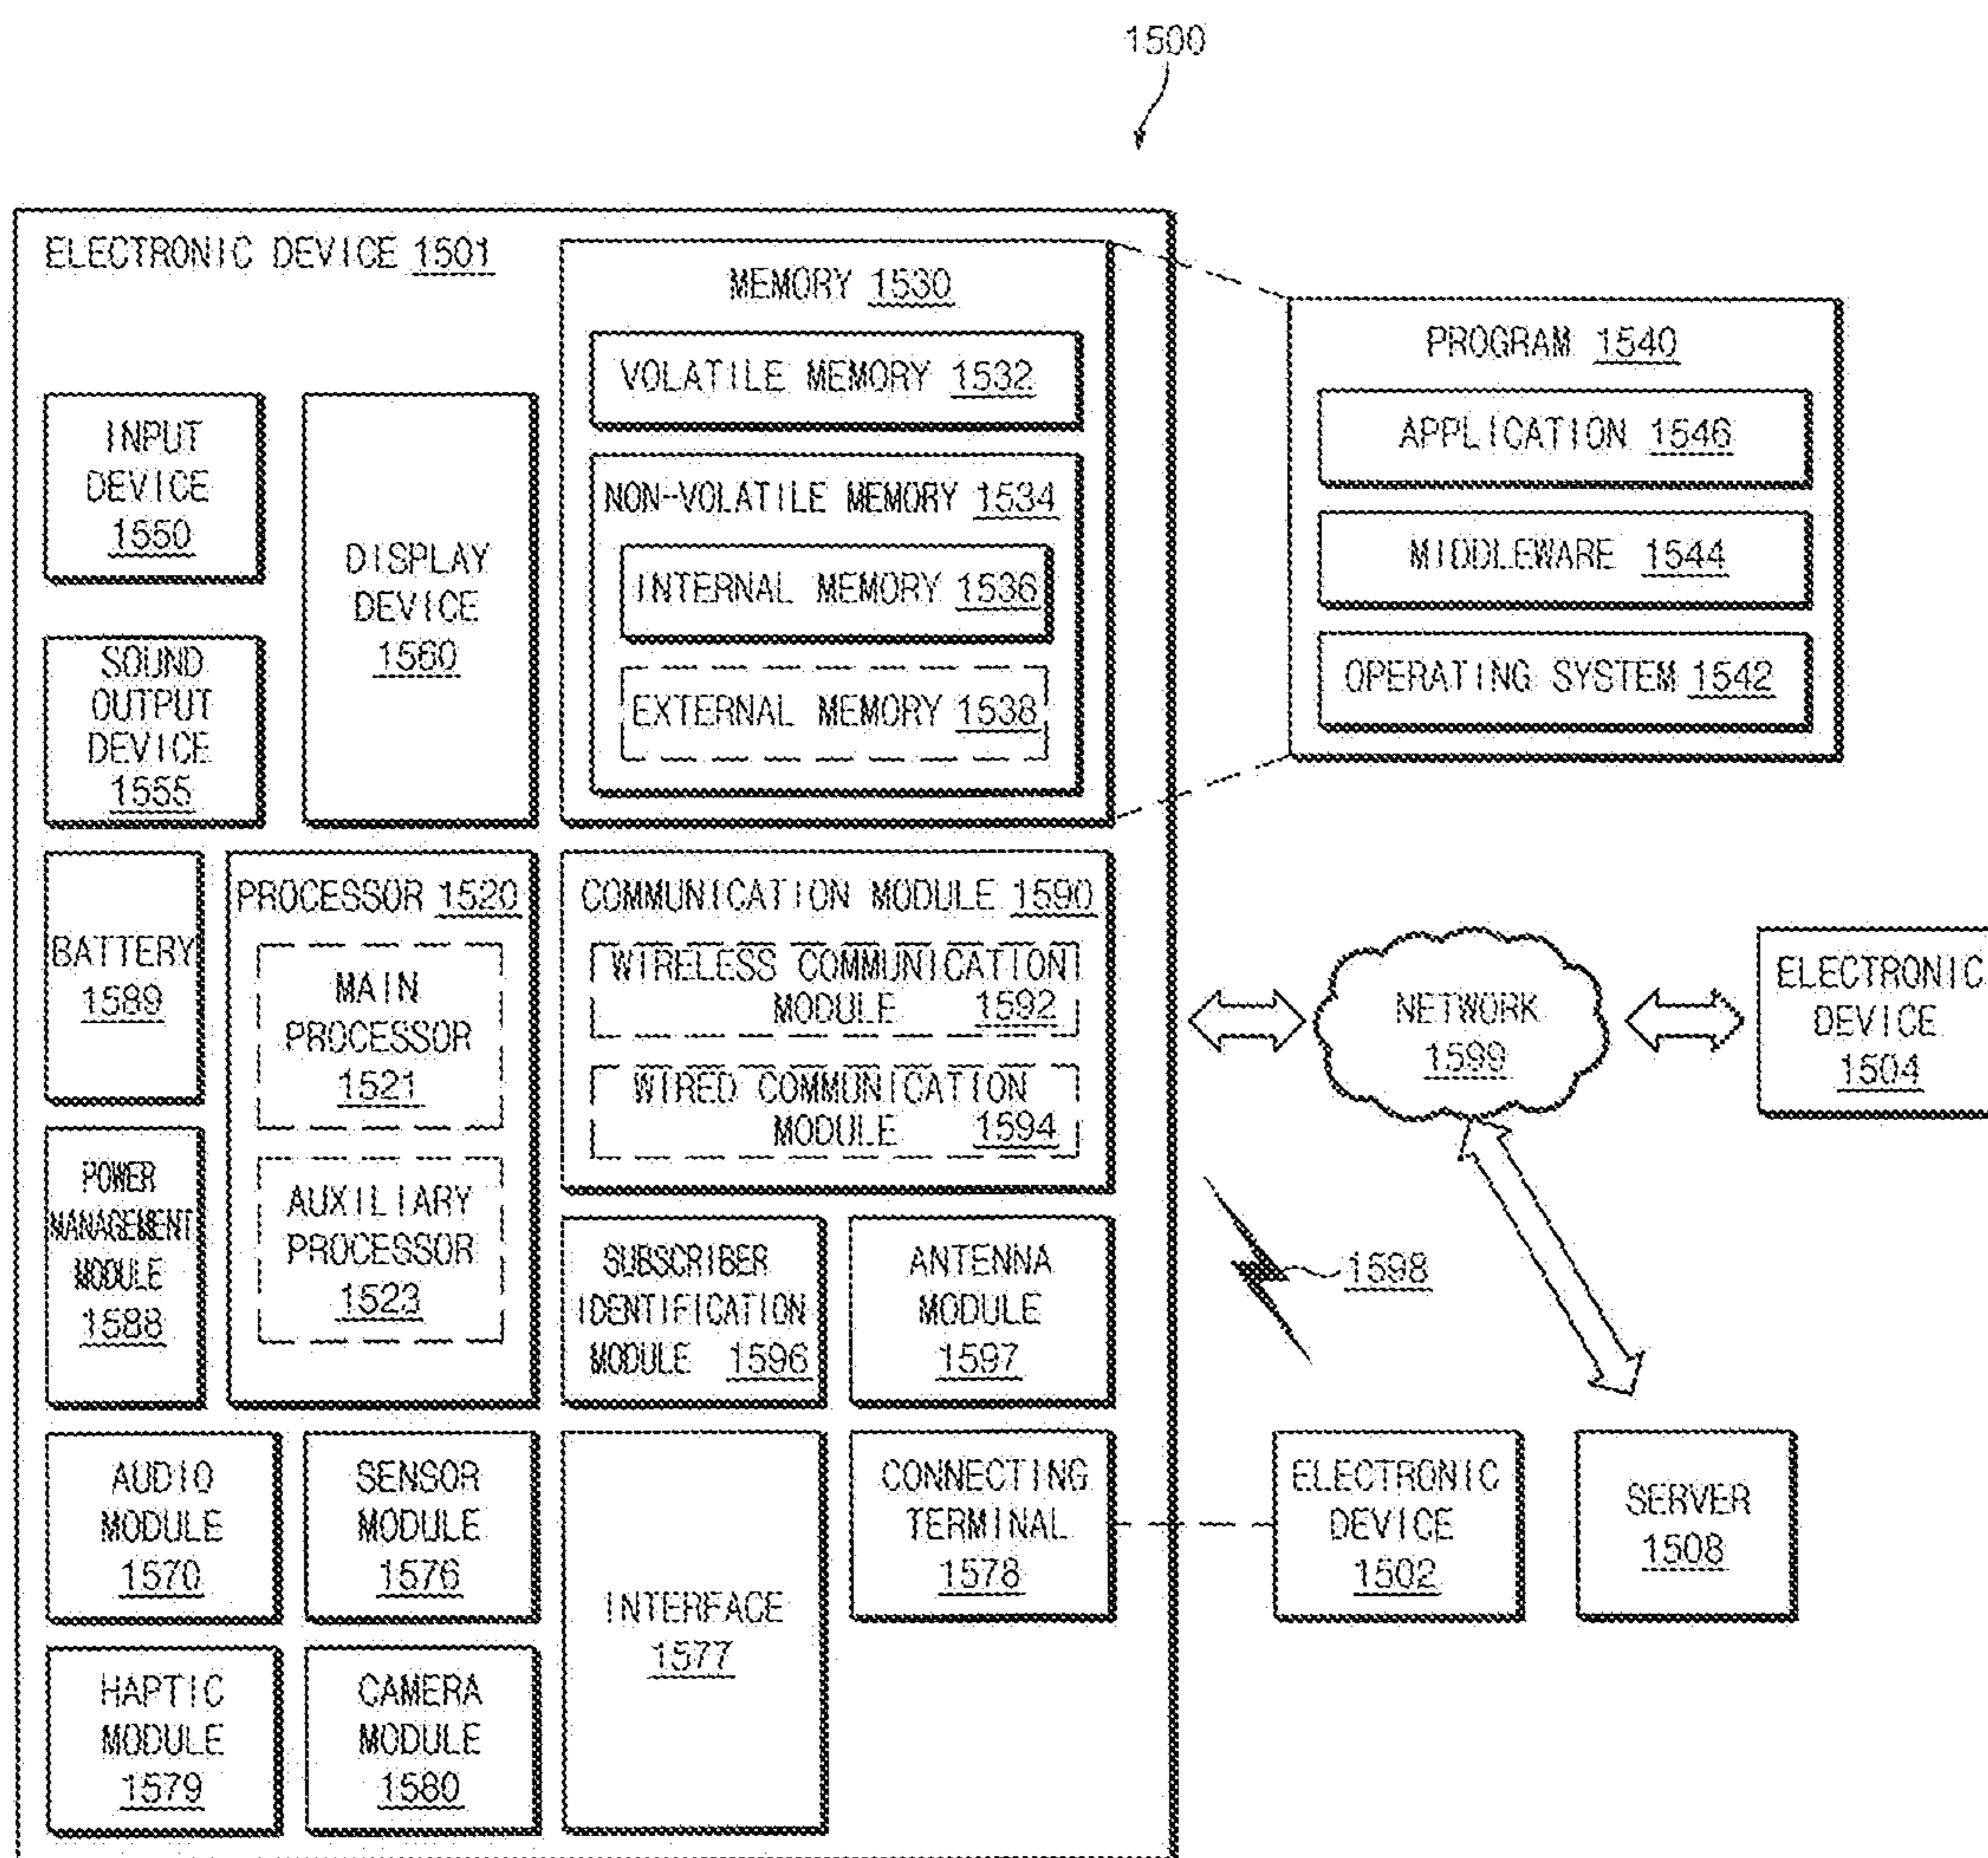 1500
ELECTRONIC DEVICE 1501
MEMORY 1530
VOLATILE MEMORY 1532
NON-VOLATILE MEMORY 1534
INTERNAL MEMORY 1536
EXTERNAL MEMORY 1538
PROGRAM 1540
APPLICATION 1546
MIDDLEWARE 1544
OPERATING SYSTEM 1542
INPUT
DEVICE
1550
DISPLAY
DEVICE
1560
SOUND
OUTPUT
DEVICE
1555
BATTERY
1589
PROCESSOR 1520
MAIN
PROCESSOR
1521
AUXILIARY
PROCESSOR
1523
COMMUNICATION MODULE 1590
WIRELESS COMMUNICATION
MODULE 1592
WIRED COMMUNICATION
MODULE 1594
NETWORK
1599
ELECTRONIC
DEVICE
1504
POWER
MANAGEMENT
MODULE
1588
SUBSCRIBER
IDENTIFICATION
MODULE 1596
ANTENNA
MODULE
1597
1598
AUDIO
MODULE
1570
SENSOR
MODULE
1576
INTERFACE
1577
CONNECTING
TERMINAL
1578
ELECTRONIC
DEVICE
1502
SERVER
1508
HAPTIC
MODULE
1579
CAMERA
MODULE
1580